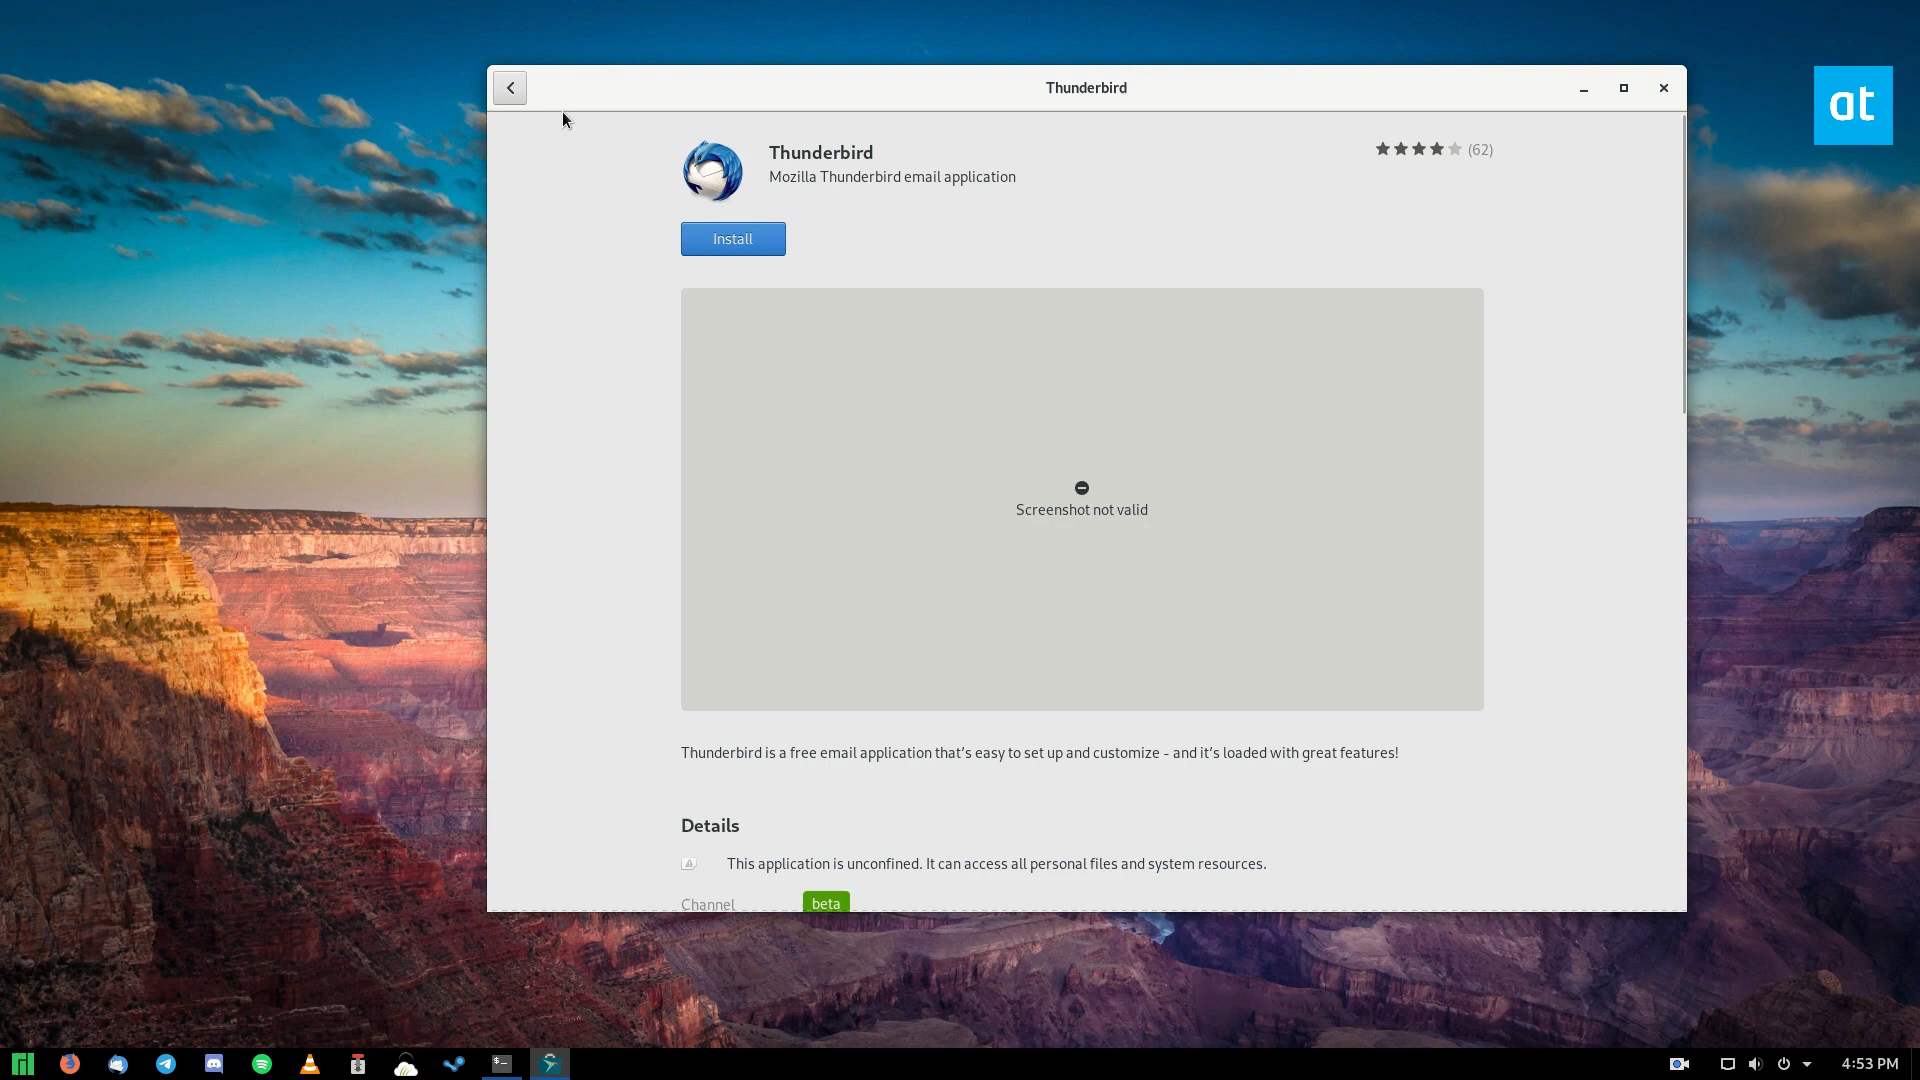 Thunderbird
at
Thunderbird
(62)
Mozilla Thunderbird email application
Install
Screenshot not valid
Thunderbird is a free email application that's easy to set up and customize - and it's loaded with great features!
Details
This application is unconfined. It can access all personal files and system resources.
Channel
beta
4:53 PM